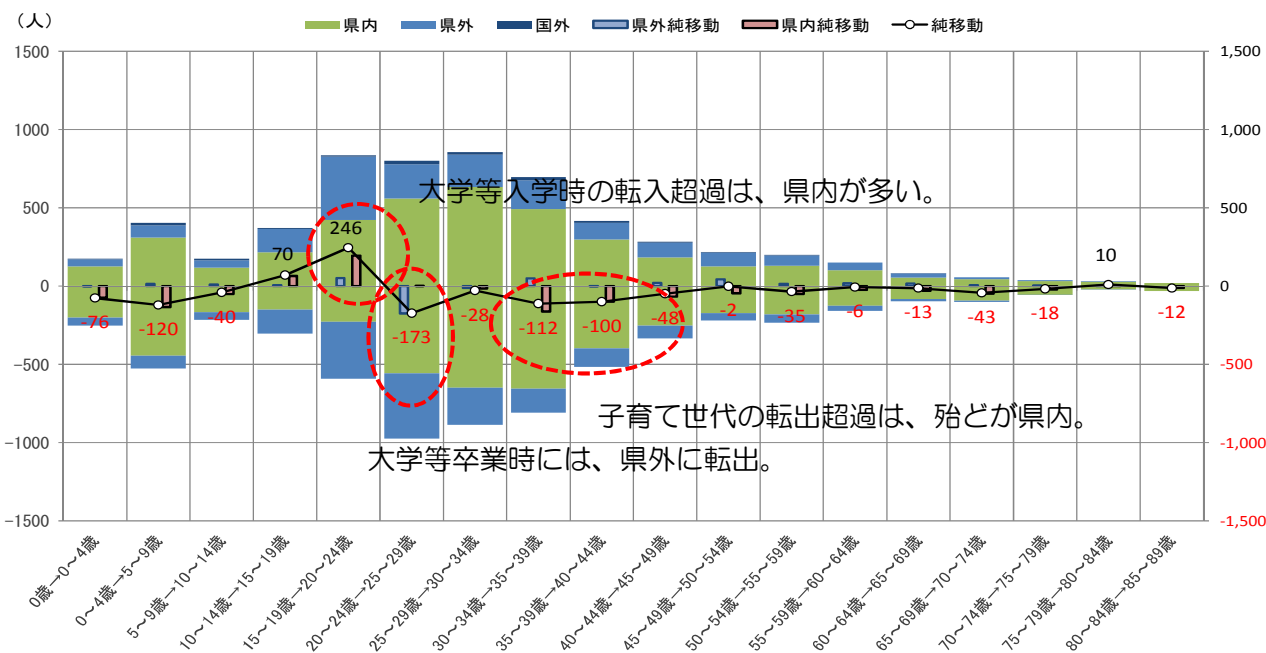 （人）
県内 県外 国外 県外純移動 県内純移動 純移動
1500 1,500
1000 1,000
大学等入学時の転入超過は、県内が多い。
500 500
246
70
10
0 0
-76 -120 -40 -173 -28 -112 -100 -48 -2 -35 -6 -13 -43 -18 -12
−500 -500
子育て世代の転出超過は、殆どが県内。
−1000 -1,000
大学等卒業時には、県外に転出。
−1500 -1,500
0歳→0～4歳
0～4歳→5～9歳
5～9歳→10～14歳
10～14歳→15～19歳
15～19歳→20～24歳
20～24歳→25～29歳
25～29歳→30～34歳
30～34歳→35～39歳
35～39歳→40～44歳
40～44歳→45～49歳
45～49歳→50～54歳
50～54歳→55～59歳
55～59歳→60～64歳
60～64歳→65～69歳
65～69歳→70～74歳
70～74歳→75～79歳
75～79歳→80～84歳
80～84歳→85～89歳